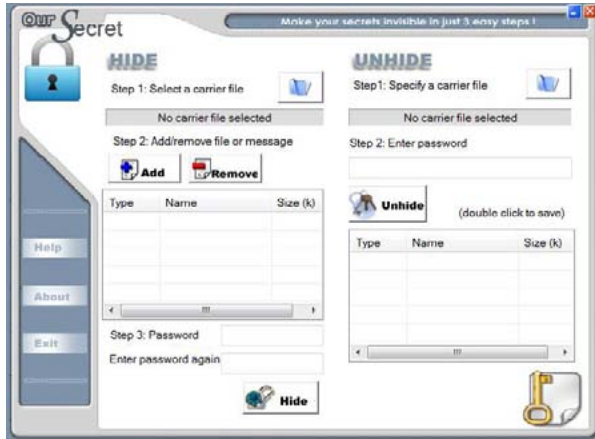 Our Secret
Make your secrets invisible in just 3 easy steps !
HIDE
Step 1: Select a carrier file
No carrier file selected
Step 2: Add/remove file or message
Add
Remove
Type Name Size (k)
Step 3: Password
Enter password again
Hide
UNHIDE
Step1: Specify a carrier file
No carrier file selected
Step 2: Enter password
Unhide
(double click to save)
Type Name Size (k)
Help
About
Exit